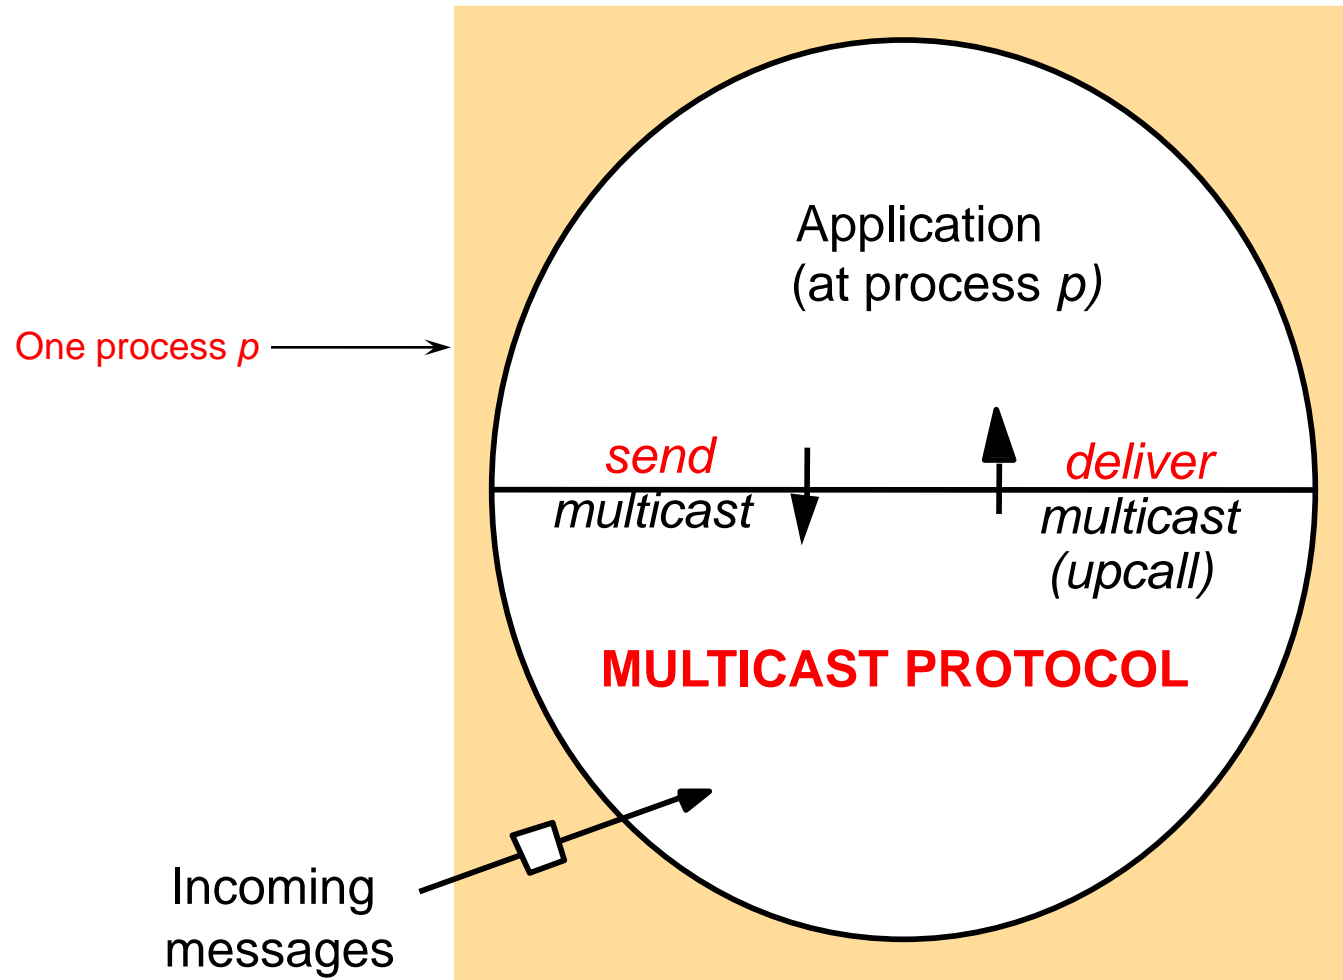 Application
(at process p)
One process p
send
multicast
deliver
multicast
(upcall)
MULTICAST PROTOCOL
Incoming
messages